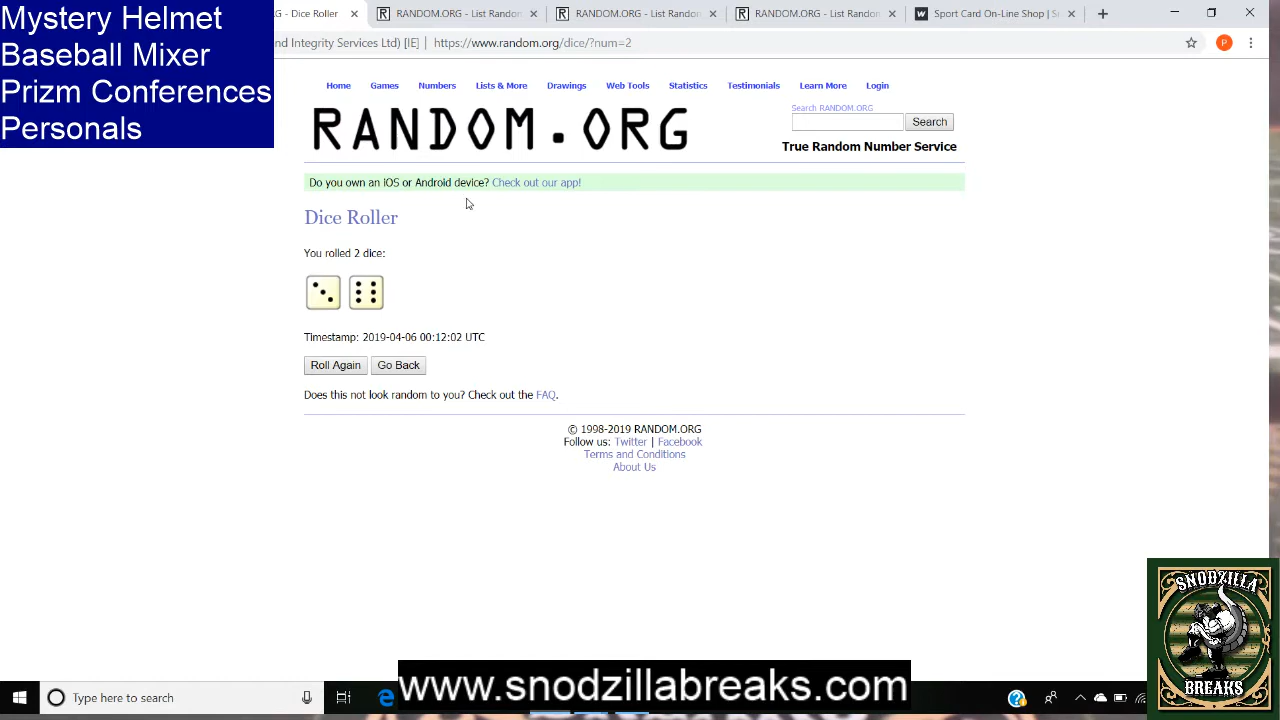 Mystery Helmet
Baseball Mixer
Prizm Conferences
Personals
- Dice Roller
RANDOM.ORG - List Randon
RANDOM.ORG - List Randon
RANDOM.ORG - List Randon
Sport Card On-Line Shop | S
nd Integrity Services) [IE] | https://www.random.org/dice/?num=2
P
Home Games Numbers Lists & More Drawings Web Tools Statistics Testimonials Learn More Login
RANDOM.ORG
Search RANDOM.ORG
Search
True Random Number Service
Do you own an iOS or Android device? Check out our app!
Dice Roller
You rolled 2 dice:
Timestamp: 2019-04-06 00:12:02 UTC
Roll Again Go Back
Does this not look random to you? Check out the FAQ.
© 1998-2019 RANDOM.ORG
Follow us: Twitter | Facebook
Terms and Conditions
About Us
SNODZILLA
BREAKS
www.snodzillabreaks.com
Type here to search